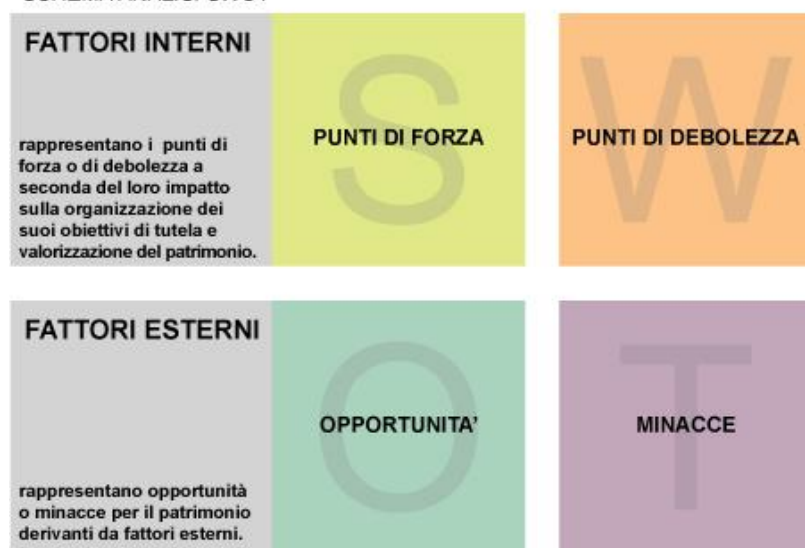 FATTORI INTERNI
rappresentano i punti di
forza o di debolezza a
seconda del loro impatto
sulla organizzazione dei
suoi obiettivi di tutela e
valorizzazione del patrimonio.
S
PUNTI DI FORZA
W
PUNTI DI DEBOLEZZA
FATTORI ESTERNI
rappresentano opportunità
o minacce per il patrimonio
derivanti da fattori esterni.
O
OPPORTUNITA'
T
MINACCE